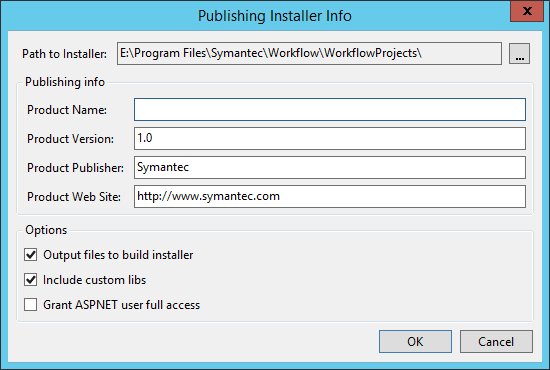 Publishing Installer Info
x
Path to Installer: E:\Program Files\Symantec\Workflow\WorkflowProjects\ ...
Publishing info
Product Name:
Product Version: 1.0
Product Publisher: Symantec
Product Web Site: http://www.symantec.com
Options
Output files to build installer
Include custom libs
Grant ASPNET user full access
OK Cancel